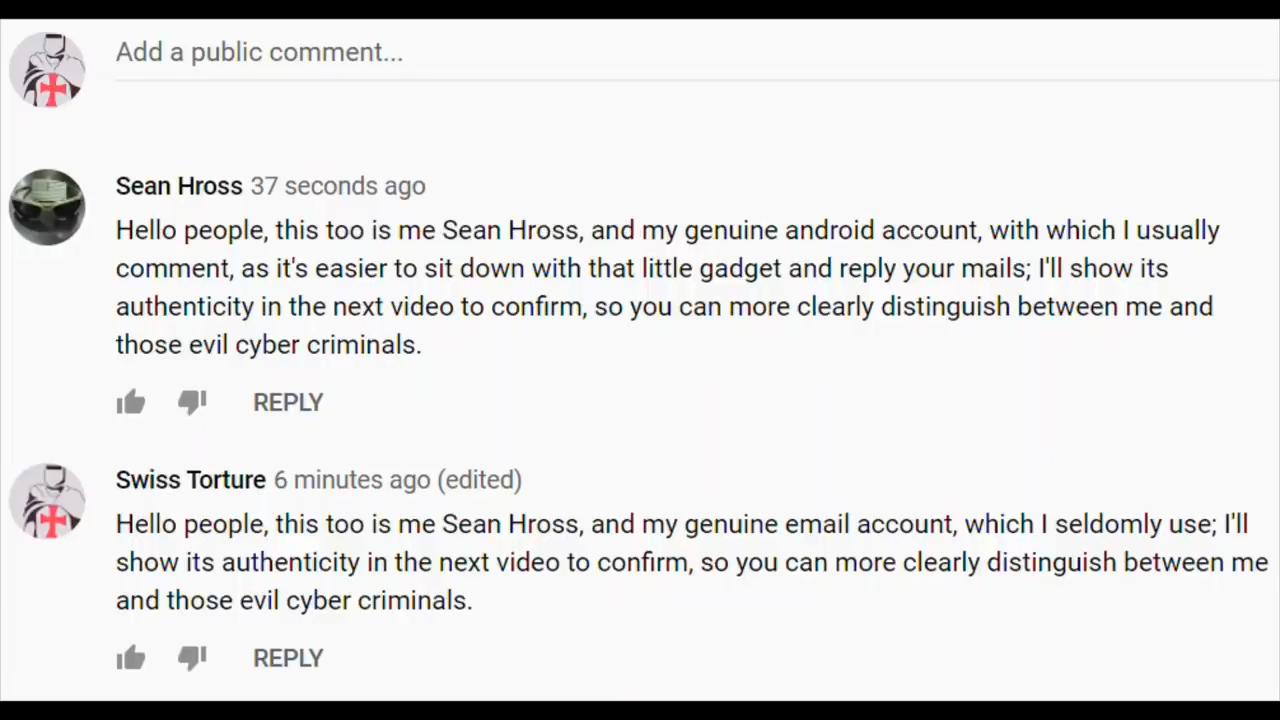 Add a public comment...
Sean Hross 37 seconds ago
Hello people, this too is me Sean Hross, and my genuine android account, with which I usually
comment, as it's easier to sit down with that little gadget and reply your mails; I'll show its
authenticity in the next video to confirm, so you can more clearly distinguish between me and
those evil cyber criminals.
REPLY
Swiss Torture 6 minutes ago (edited)
Hello people, this too is me Sean Hross, and my genuine email account, which I seldomly use; I'll
show its authenticity in the next video to confirm, so you can more clearly distinguish between me
and those evil cyber criminals.
REPLY